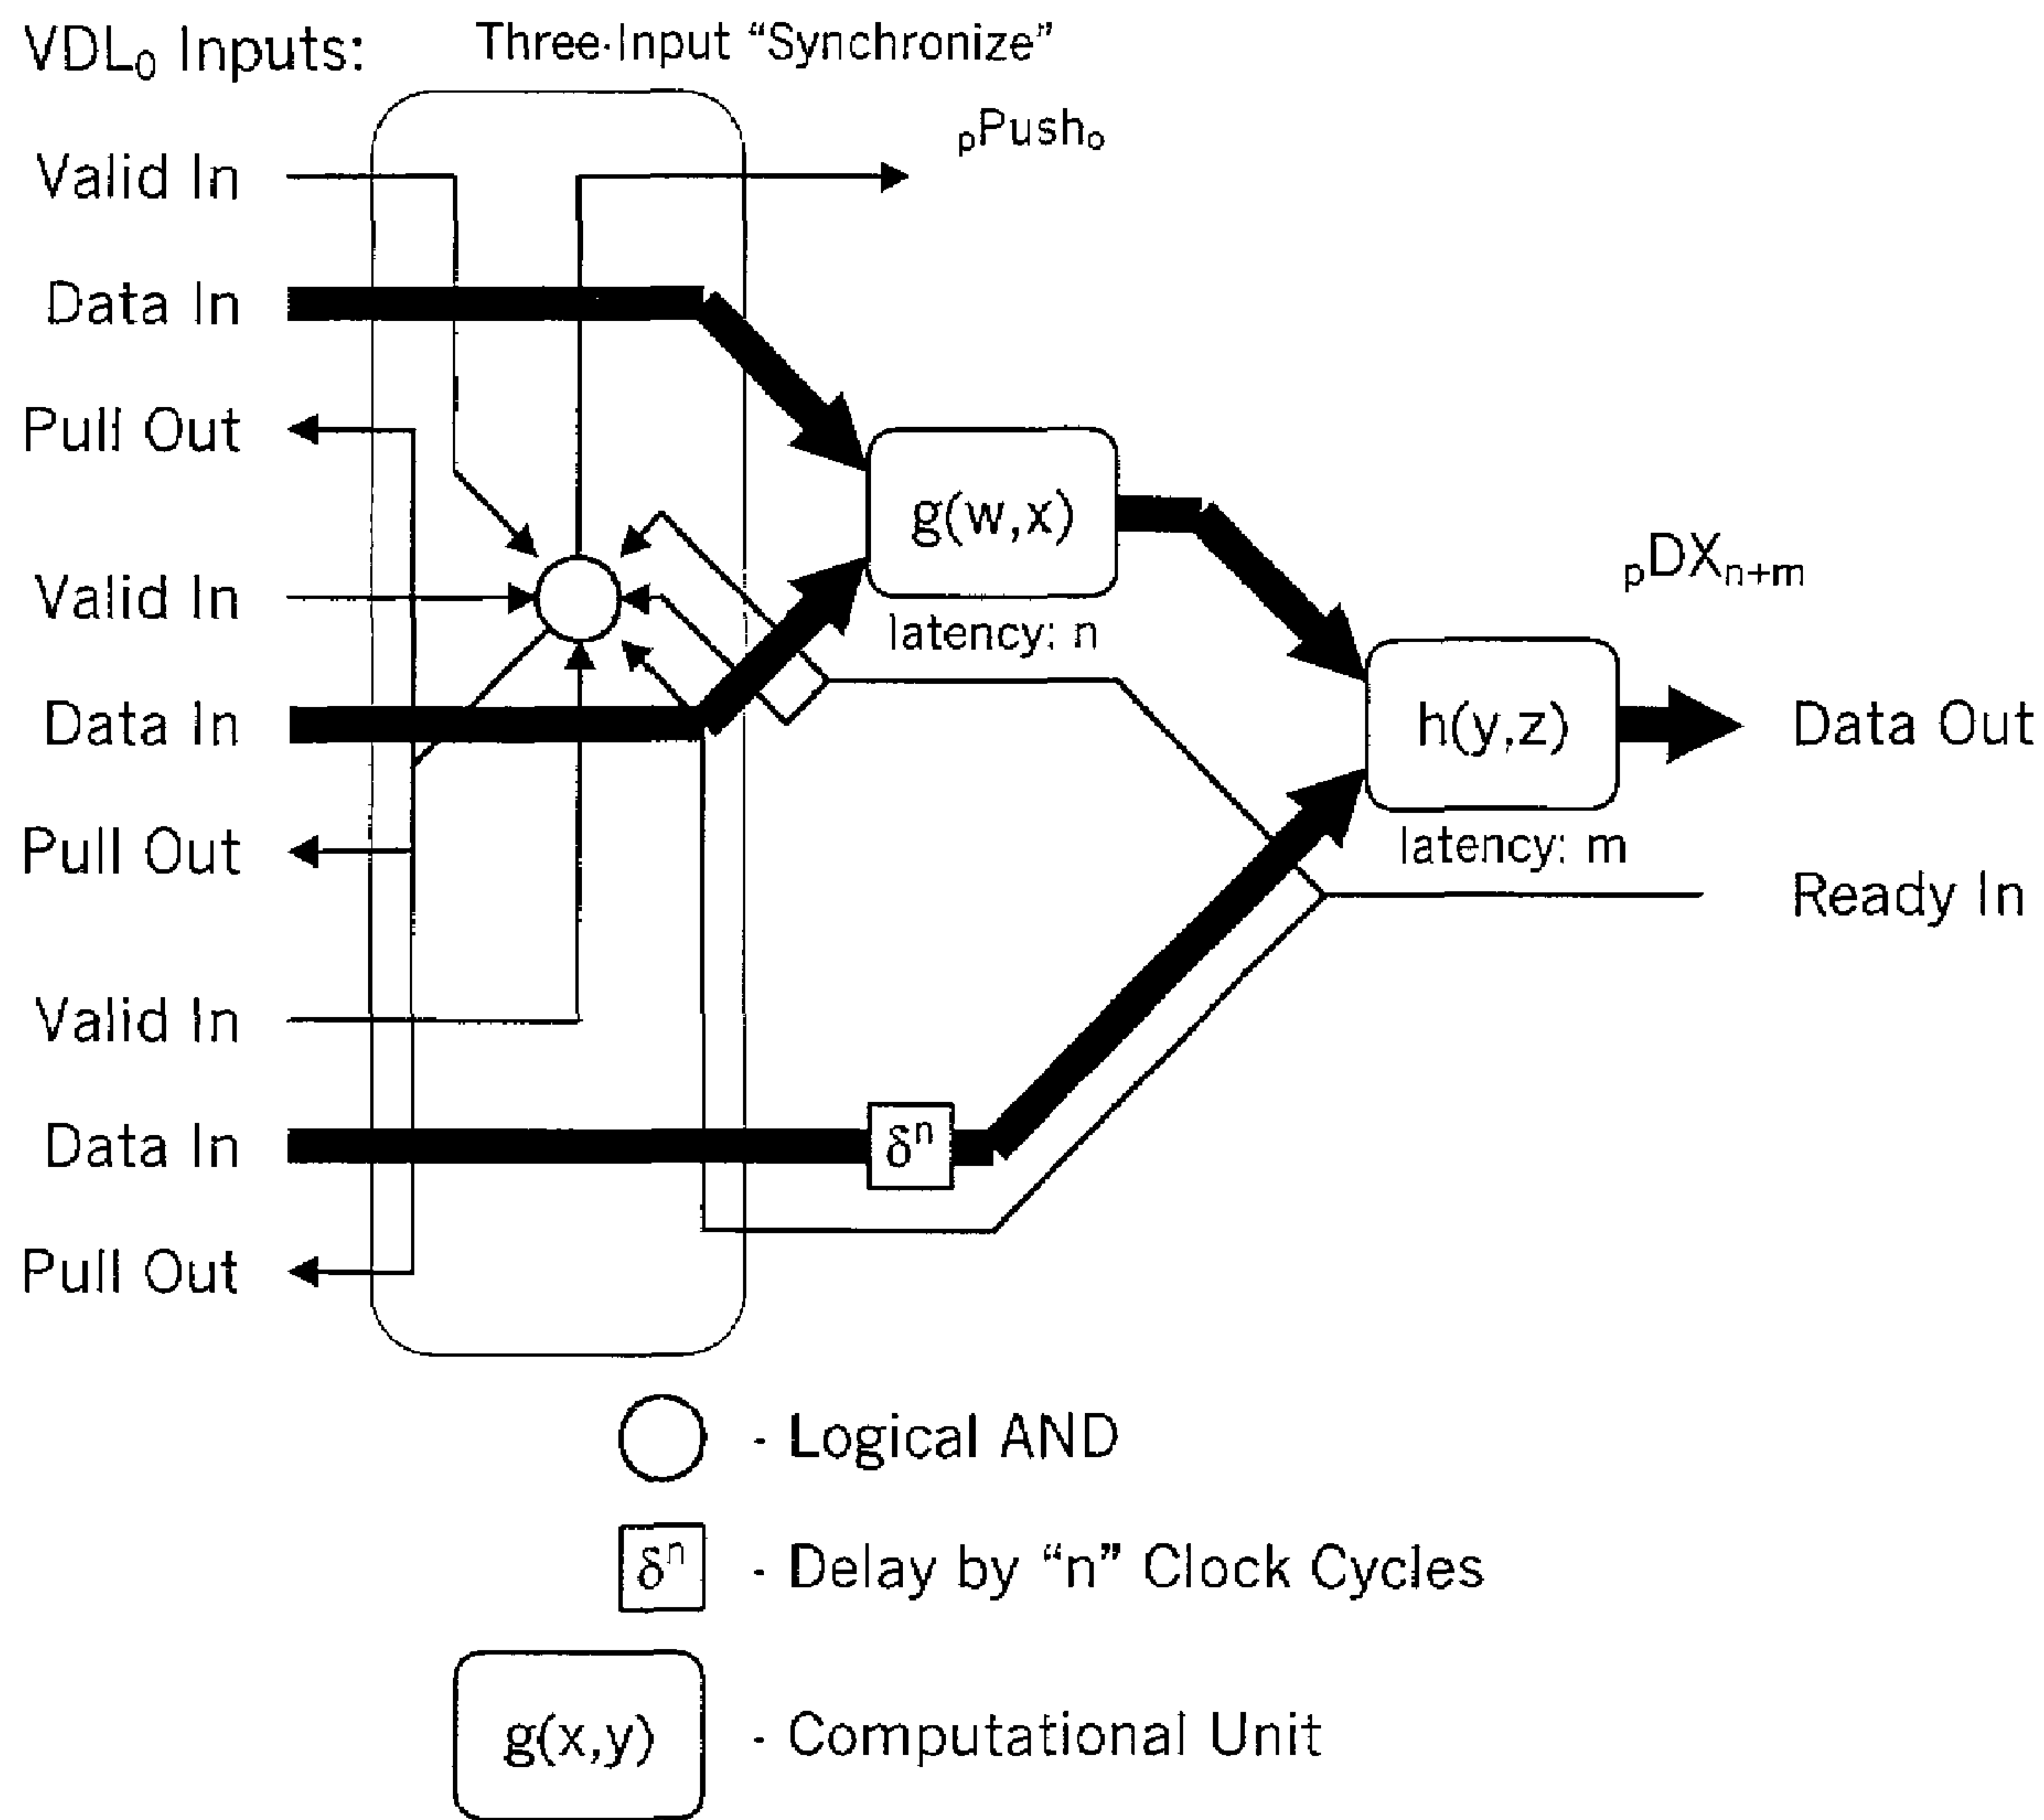 VDL₀ Inputs:
Three-Input “Synchronize”
pPush₀
Valid In
Data In
Pull Out
g(w,x)
latency: n
pDXn+m
Valid In
Data In
h(y,z)
Data Out
latency: m
Pull Out
Ready In
Valid In
Data In
δⁿ
Pull Out
- Logical AND
δⁿ - Delay by “n” Clock Cycles
g(x,y) - Computational Unit